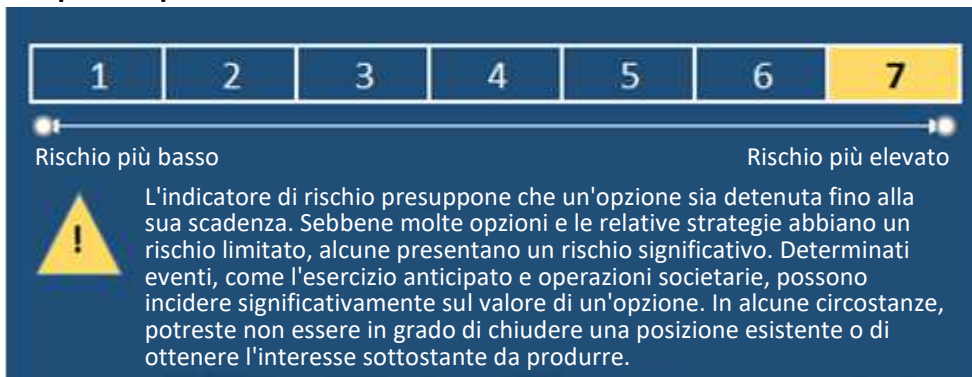 1 2 3 4 5 6 7
Rischio più basso Rischio più elevato
L'indicatore di rischio presuppone che un'opzione sia detenuta fino alla
sua scadenza. Sebbene molte opzioni e le relative strategie abbiano un
rischio limitato, alcune presentano un rischio significativo. Determinati
eventi, come l'esercizio anticipato e operazioni societarie, possono
incidere significativamente sul valore di un'opzione. In alcune circostanze,
potreste non essere in grado di chiudere una posizione esistente o di
ottenere l'interesse sottostante da produrre.
!